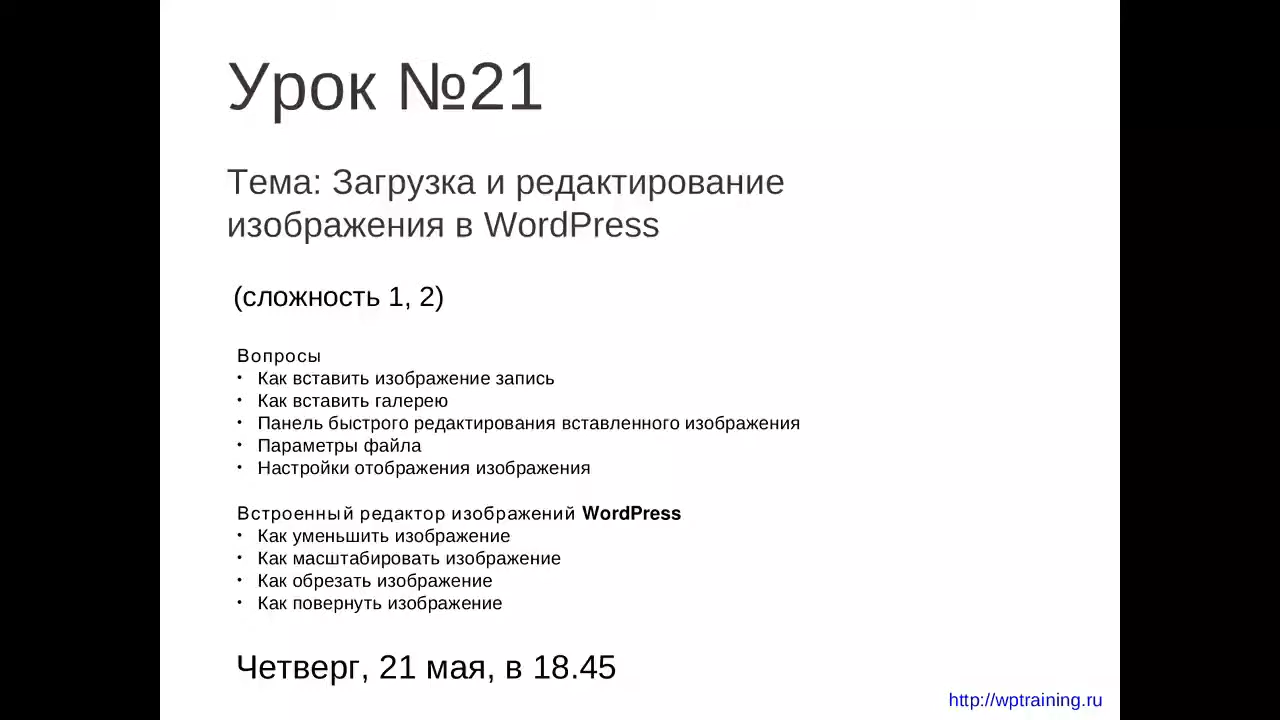 Урок №21
Тема: Загрузка и редактирование
изображения в WordPress
(сложность 1, 2)
Вопросы
• Как вставить изображение запись
• Как вставить галерею
• Панель быстрого редактирования вставленного изображения
• Параметры файла
• Настройки отображения изображения
Встроенный редактор изображений WordPress
• Как уменьшить изображение
• Как масштабировать изображение
• Как обрезать изображение
• Как повернуть изображение
Четверг, 21 мая, в 18.45
http://wptraining.ru